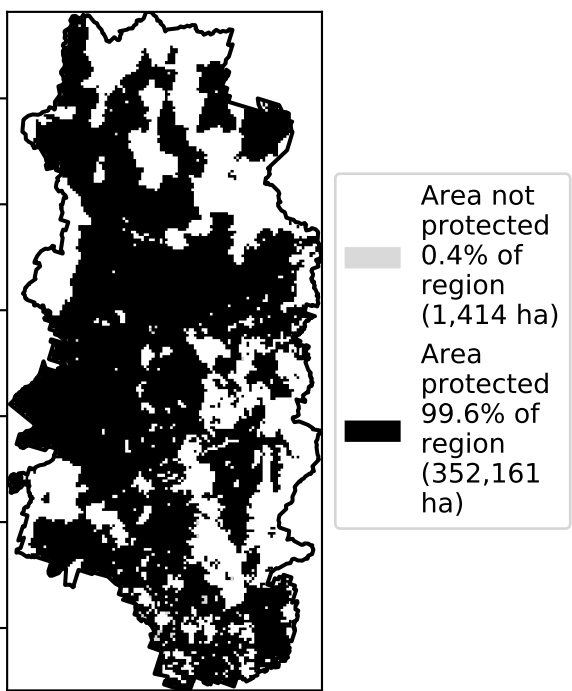 Area not
protected
0.4% of
region
(1,414 ha)
Area
protected
99.6% of
region
(352,161
ha)